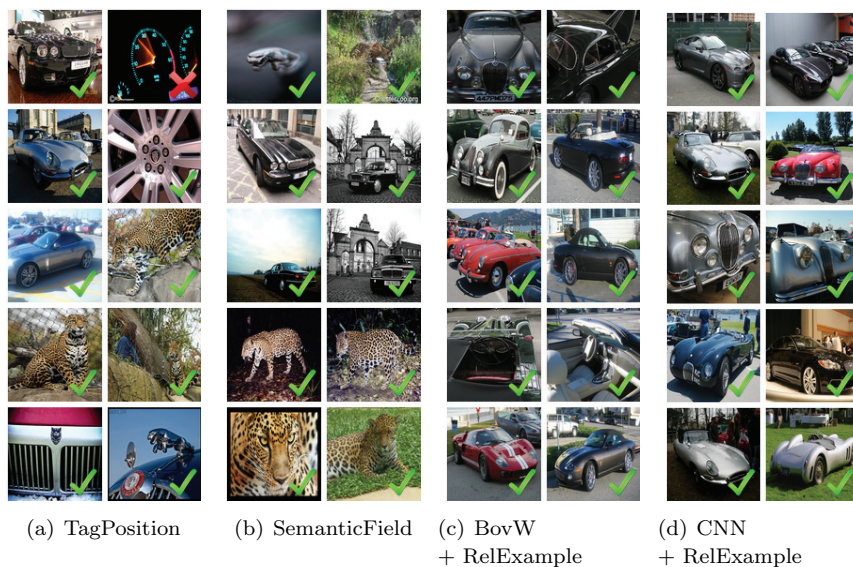 (a) TagPosition
(b) SemanticField
(c) BovW
+ RelExample
(d) CNN
+ RelExample